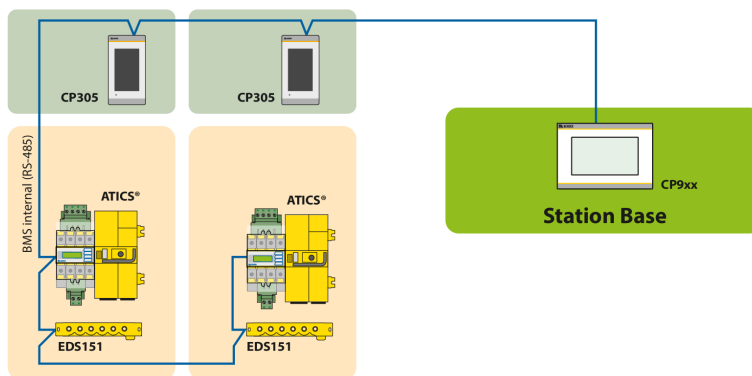 CP305
CP305
BMS internal (RS-485)
ATICS®
ATICS®
CP9xx
Station Base
EDS151
EDS151